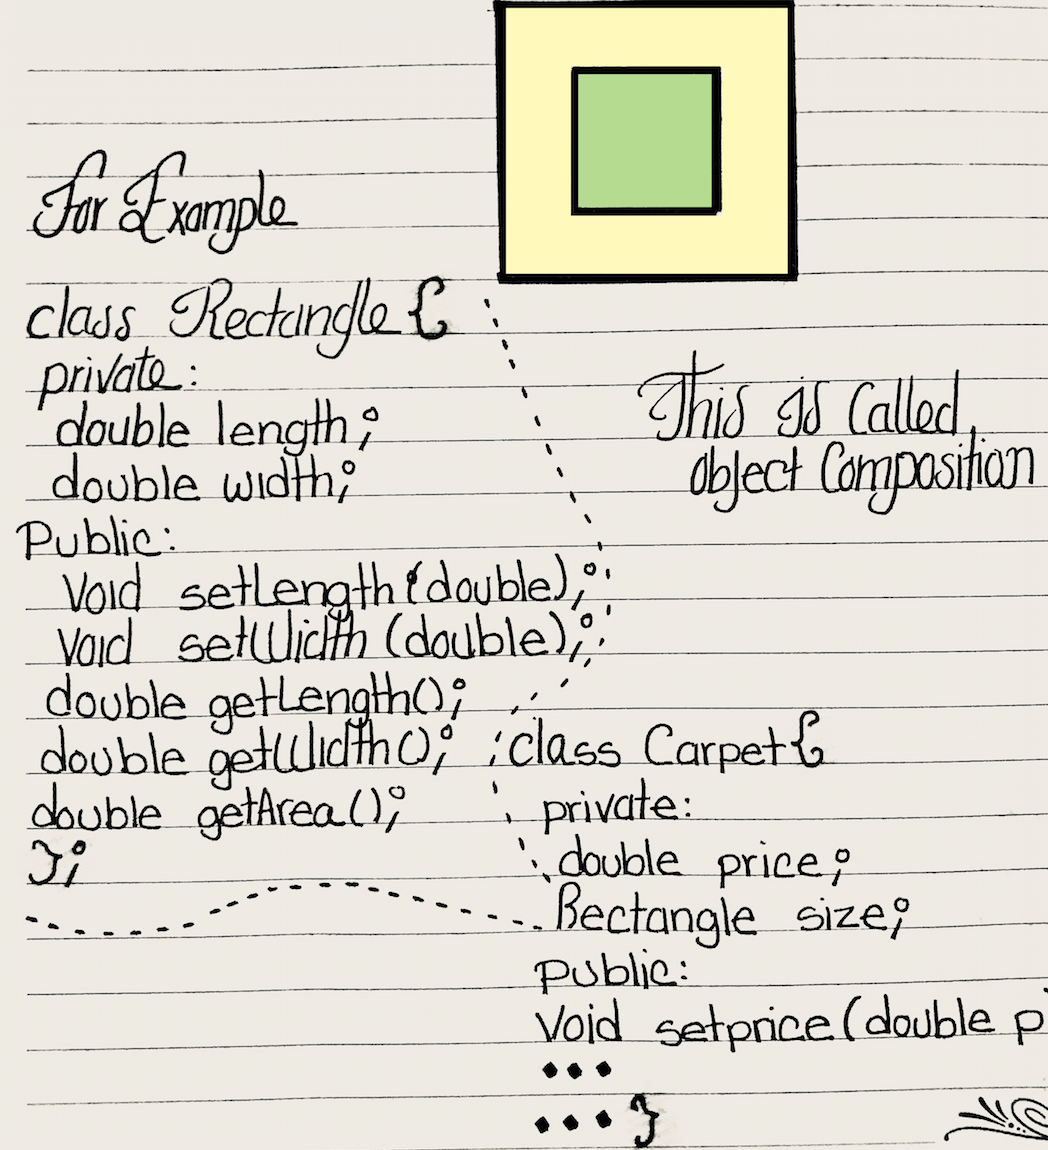 For Example
class Rectangle {
private:
double length;
double width;
Public:
Void setLength (double);
Void setWidth (double);
double getLength();
double getWidth();
double getArea();
};
This is Called
object Composition
class Carpet {
private:
double price;
Rectangle size;
public:
Void setprice (double p
...
... }